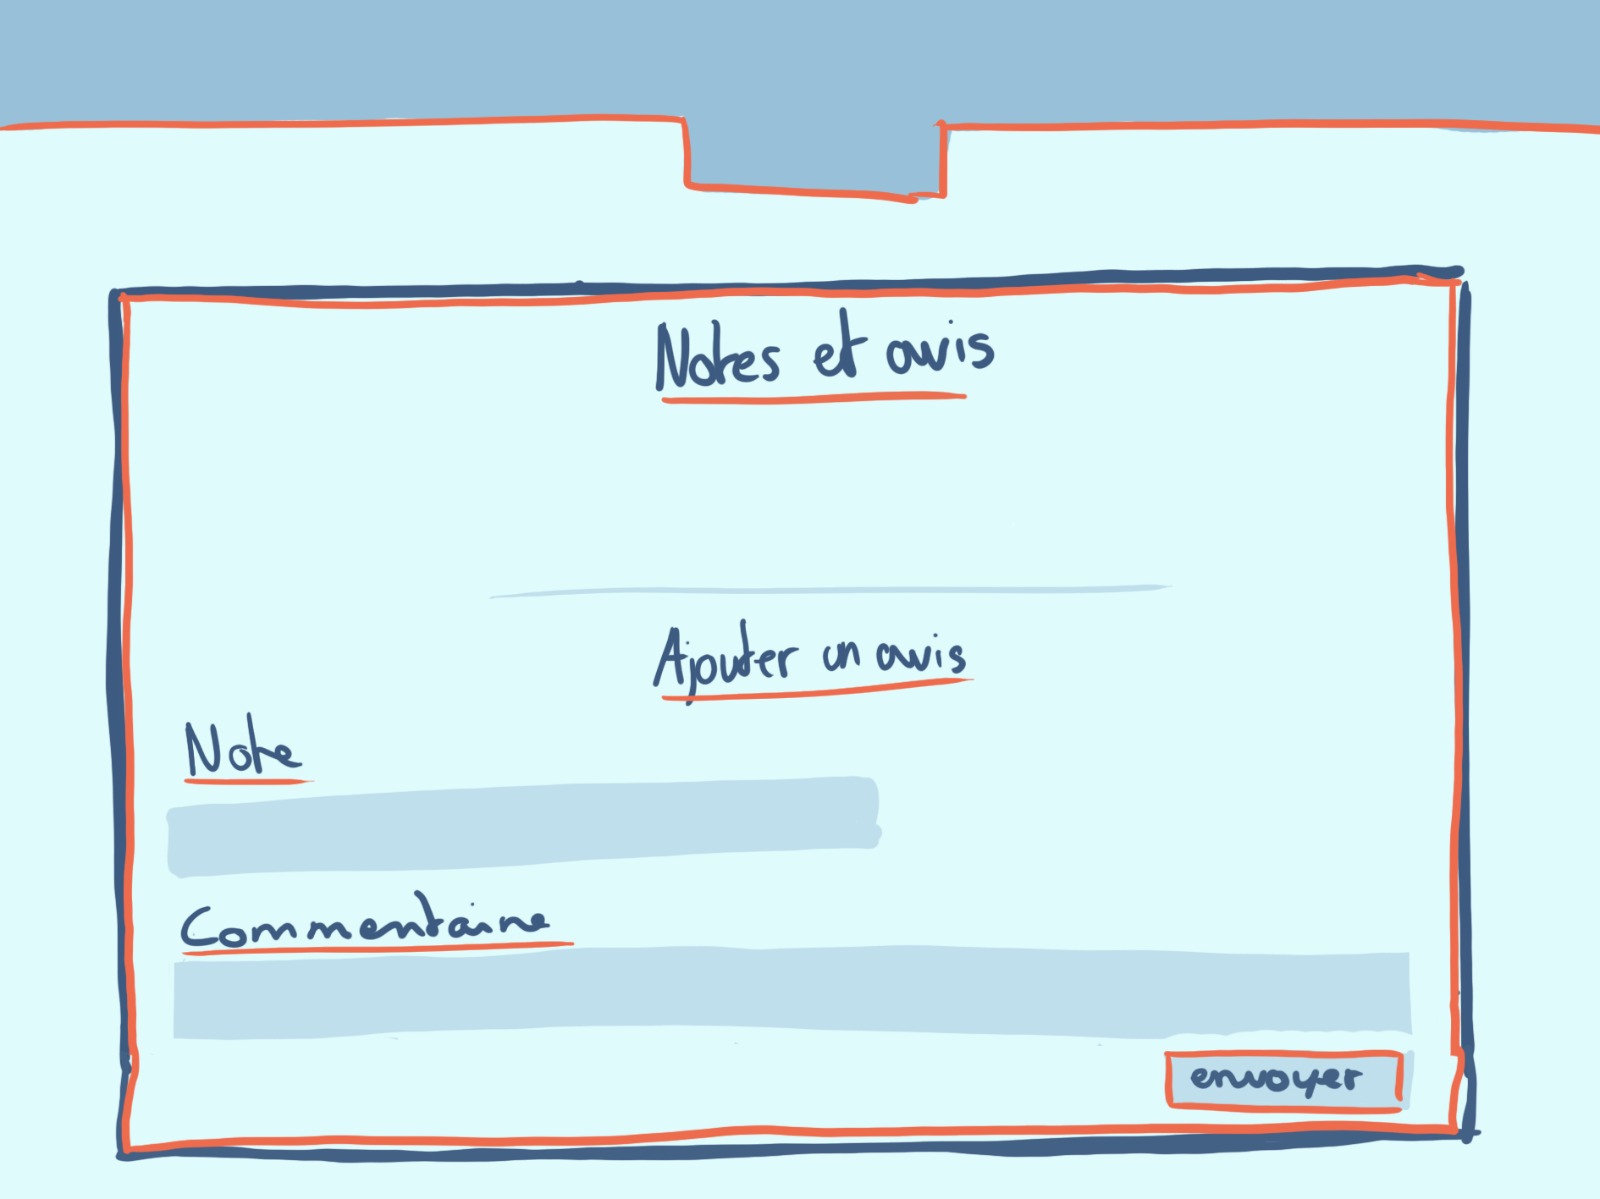 Notes et avis
Ajouter un avis
Note
Commentaire
envoyer